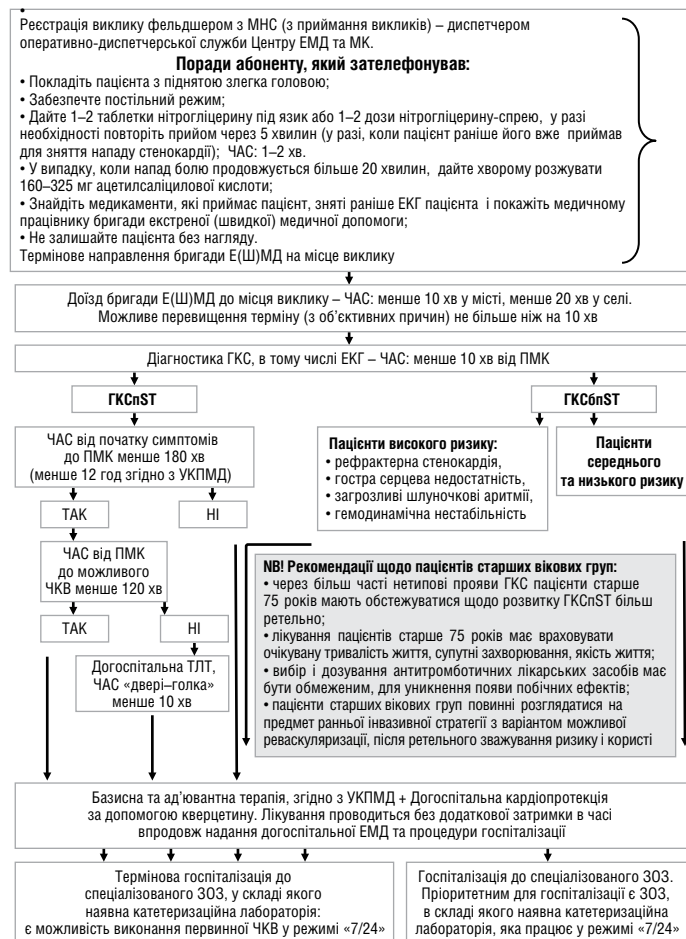 •
Реєстрація виклику фельдшером з МНС (з приймання викликів) – диспетчером
оперативно-диспетчерської служби Центру ЕМД та МК.
Поради абоненту, який зателефонував:
• Покладіть пацієнта з піднятою злегка головою;
• Забезпечте постільний режим;
• Дайте 1–2 таблетки нітрогліцерину під язик або 1–2 дози нітрогліцерину-спрею, у разі
необхідності повторіть прийом через 5 хвилин (у разі, коли пацієнт раніше його вже приймав
для зняття нападу стенокардії); ЧАС: 1–2 хв.
• У випадку, коли напад болю продовжується більше 20 хвилин, дайте хворому розжувати
160–325 мг ацетилсаліцилової кислоти;
• Знайдіть медикаменти, які приймає пацієнт, зняті раніше ЕКГ пацієнта і покажіть медичному
працівнику бригади екстреної (швидкої) медичної допомоги;
• Не залишайте пацієнта без нагляду.
Термінове направлення бригади Е(Ш)МД на місце виклику
Доїзд бригади Е(Ш)МД до місця виклику – ЧАС: менше 10 хв у місті, менше 20 хв у селі.
Можливе перевищення терміну (з об'єктивних причин) не більше ніж на 10 хв
Діагностика ГКС, в тому числі ЕКГ – ЧАС: менше 10 хв від ПМК
ГКСпST
ГКСбпST
ЧАС від початку симптомів
до ПМК менше 180 хв
(менше 12 год згідно з УКПМД)
Пацієнти високого ризику:
• рефрактерна стенокардія,
• гостра серцева недостатність,
• загрозливі шлуночкові аритмії,
• гемодинамічна нестабільність
Пацієнти
середнього
та низького ризику
ТАК
НІ
ЧАС від ПМК
до можливого
ЧКВ менше 120 хв
ТАК
НІ
Догоспітальна ТЛТ,
ЧАС «двері–голка»
менше 10 хв
NB! Рекомендації щодо пацієнтів старших вікових груп:
• через більш часті нетипові прояви ГКС пацієнти старше
75 років мають обстежуватися щодо розвитку ГКСпST більш
ретельно;
• лікування пацієнтів старше 75 років має враховувати
очікувану тривалість життя, супутні захворювання, якість життя;
• вибір і дозування антитромботичних лікарських засобів має
бути обмеженим, для уникнення появи побічних ефектів;
• пацієнти старших вікових груп повинні розглядатися на
предмет ранньої інвазивної стратегії з варіантом можливої
реваскуляризації, після ретельного зважування ризику і користі
Базисна та ад'ювантна терапія, згідно з УКПМД + Догоспітальна кардіопротекція
за допомогою кверцетину. Лікування проводиться без додаткової затримки в часі
впродовж надання догоспітальної ЕМД та процедури госпіталізації
Термінова госпіталізація до
спеціалізованого ЗОЗ, у складі якого
наявна катетеризаційна лабораторія:
є можливість виконання первинної ЧКВ у режимі «7/24»
Госпіталізація до спеціалізованого ЗОЗ.
Пріоритетним для госпіталізації є ЗОЗ,
в складі якого наявна катетеризаційна
лабораторія, яка працює у режимі «7/24»